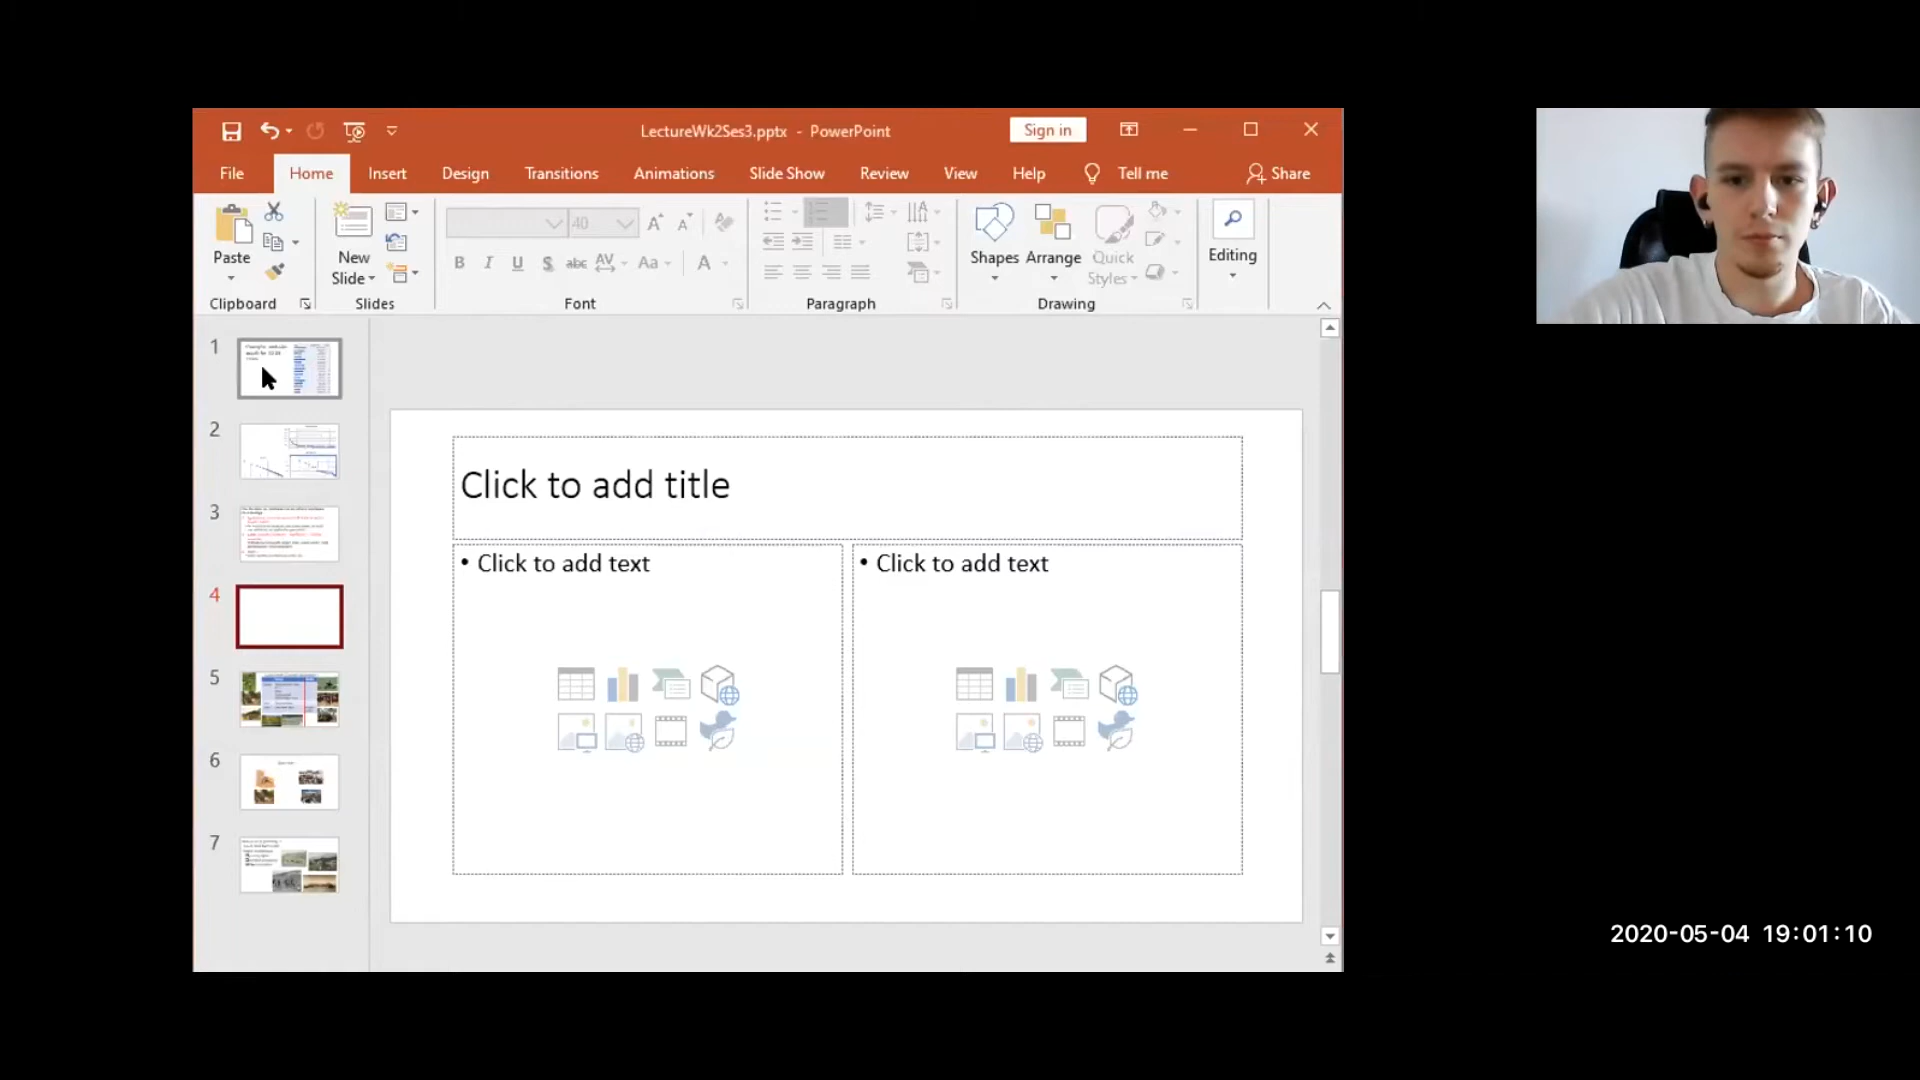 LectureWk2Ses3.pptx - PowerPoint
Sign in
File Home Insert Design Transitions Animations Slide Show Review View Help Tell me Share
40
Paste
New
Slide
B I U S abc AV Aa A
Shapes
Arrange
Quick
Styles
Editing
Clipboard Slides Font Paragraph Drawing
1
2
3
4
5
6
7
Click to add title
• Click to add text
• Click to add text
2020-05-04 19:01:10